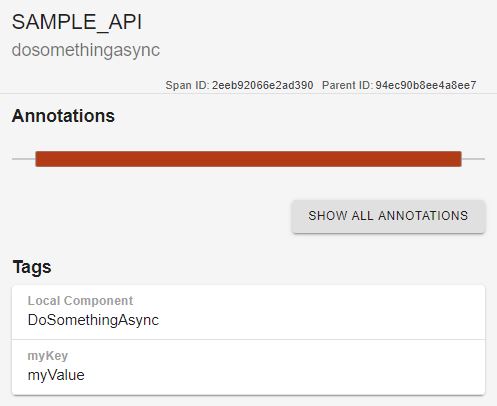 SAMPLE_API
dosomethingasync
Span ID: 2eeb92066e2ad390 Parent ID: 94ec90b8ee4a8ee7
Annotations
SHOW ALL ANNOTATIONS
Tags
Local Component
DoSomethingAsync
myKey
myValue